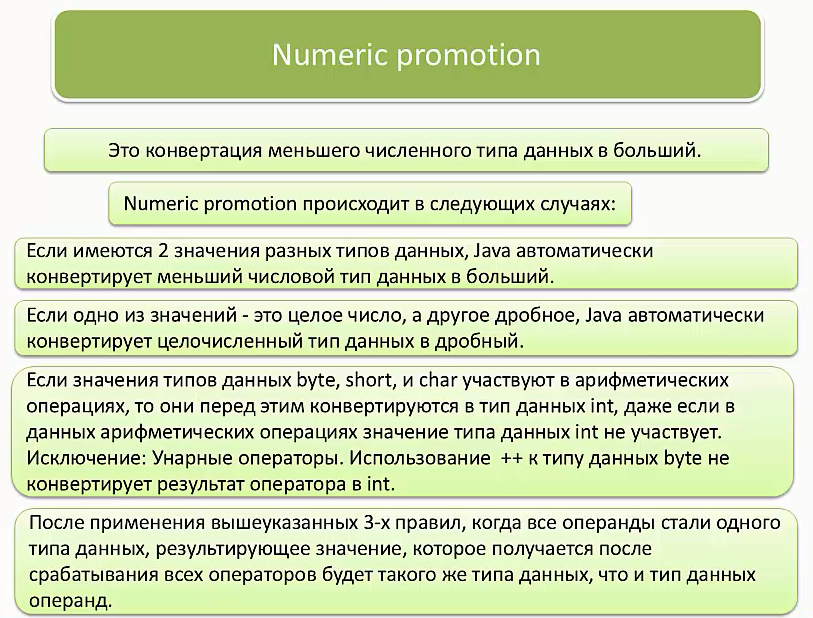 Numeric promotion
Это конвертация меньшего численного типа данных в больший.
Numeric promotion происходит в следующих случаях:
Если имеются 2 значения разных типов данных, Java автоматически
конвертирует меньший числовой тип данных в больший.
Если одно из значений - это целое число, а другое дробное, Java автоматически
конвертирует целочисленный тип данных в дробный.
Если значения типов данных byte, short, и char участвуют в арифметических
операциях, то они перед этим конвертируются в тип данных int, даже если в
данных арифметических операциях значение типа данных int не участвует.
Исключение: Унарные операторы. Использование ++ к типу данных byte не
конвертирует результат оператора в int.
После применения вышеуказанных 3-х правил, когда все операнды стали одного
типа данных, результирующее значение, которое получается после
срабатывания всех операторов будет такого же типа данных, что и тип данных
операнд.